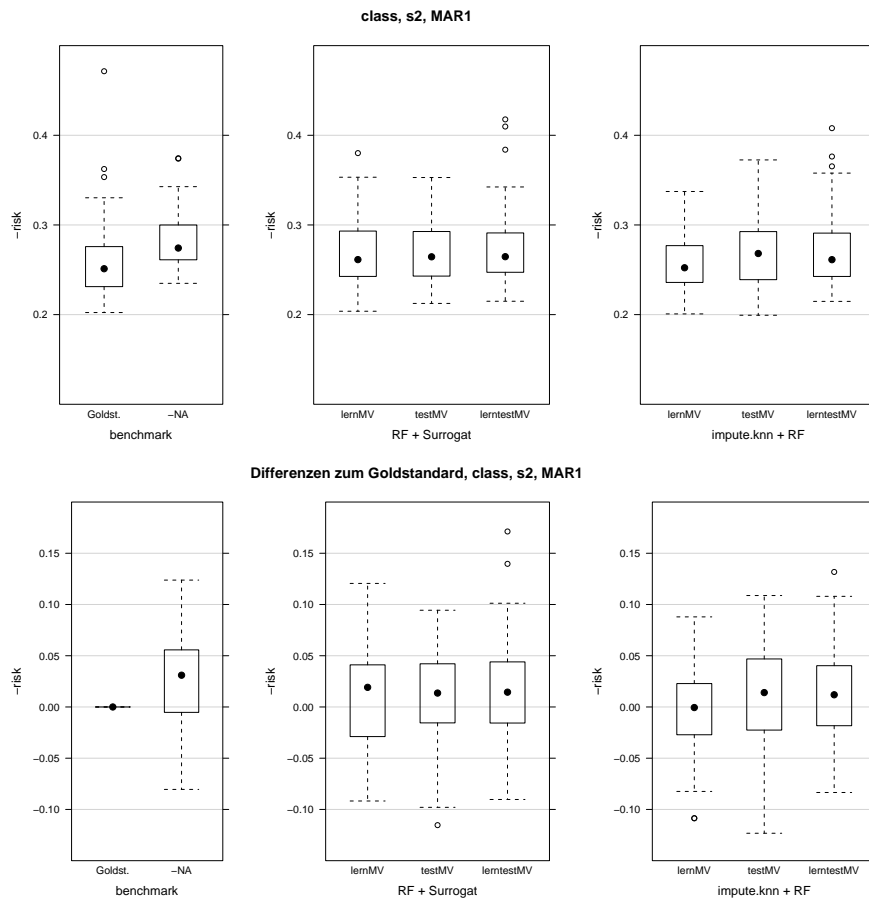 class, s2, MAR1
−risk
0.2
0.3
0.4
Goldst.
−NA
benchmark
−risk
0.2
0.3
0.4
lernMV
testMV
lerntestMV
RF + Surrogat
−risk
0.2
0.3
0.4
lernMV
testMV
lerntestMV
impute.knn + RF
Differenzen zum Goldstandard, class, s2, MAR1
−risk
−0.10
−0.05
0.00
0.05
0.10
0.15
Goldst.
−NA
benchmark
−risk
−0.10
−0.05
0.00
0.05
0.10
0.15
lernMV
testMV
lerntestMV
RF + Surrogat
−risk
−0.10
−0.05
0.00
0.05
0.10
0.15
lernMV
testMV
lerntestMV
impute.knn + RF